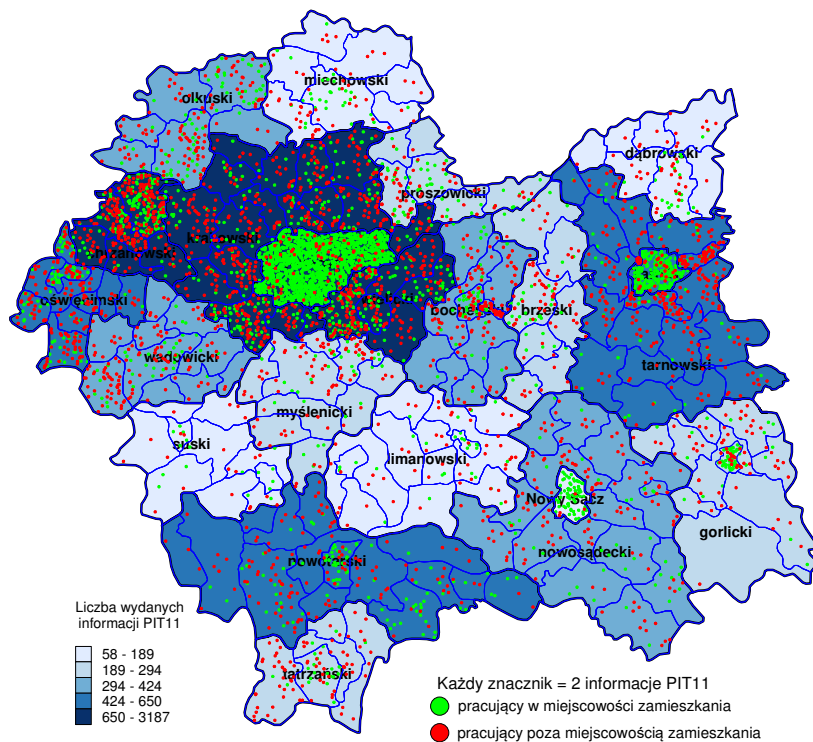 miechowski
olkuski
dąbrowski
proszowicki
krakowski
oświęcimski
bocheński
brzeski
wadowicki
tarnowski
myślenicki
suski
limanowski
Nowy Sącz
gorlicki
nowosądecki
nowotarski
tatrzański
Liczba wydanych
informacji PIT11
58 - 189
189 - 294
294 - 424
424 - 650
650 - 3187
Każdy znacznik = 2 informacje PIT11
pracujący w miejscowości zamieszkania
pracujący poza miejscowością zamieszkania